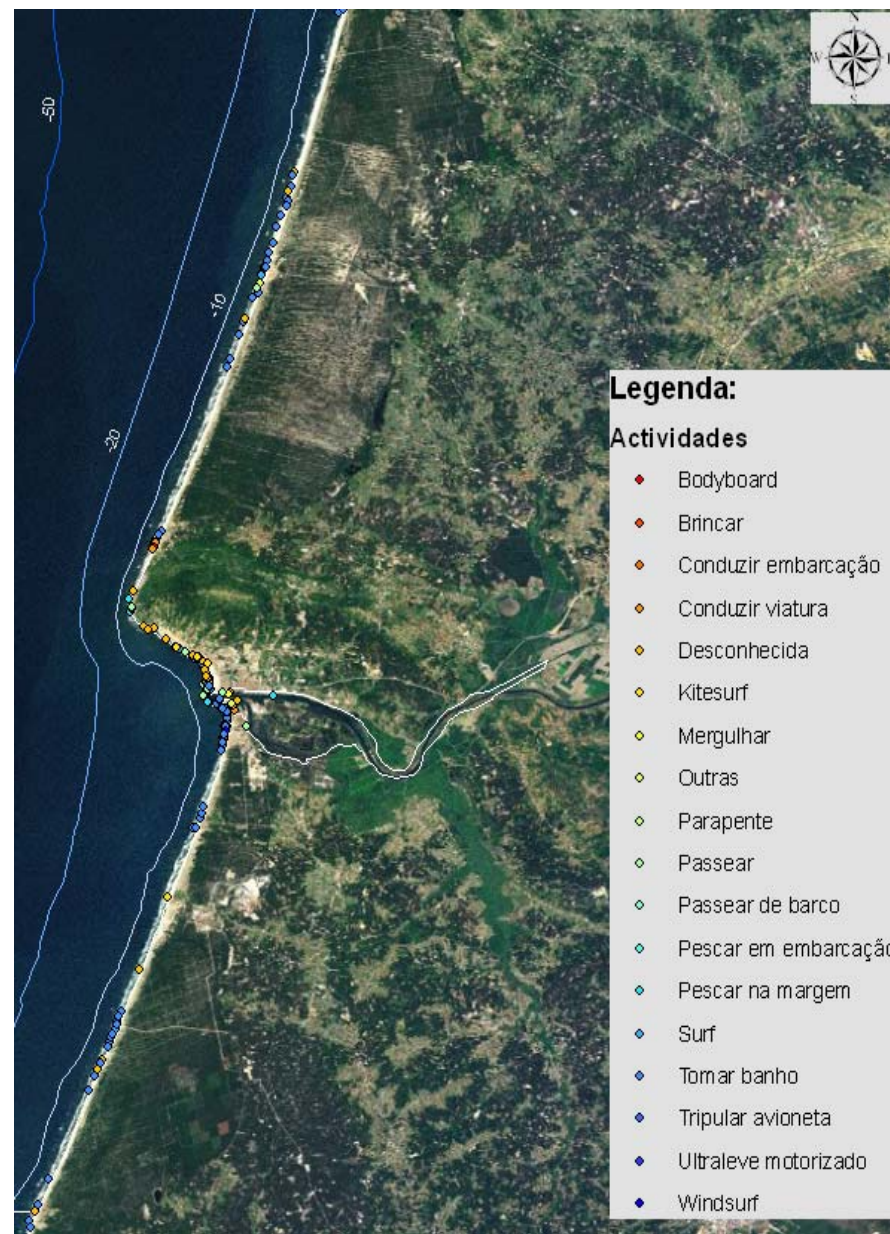 N
W
S
-50
-10
-20
Legenda:
Actividades
Bodyboard
Brincar
Conduzir embarcação
Conduzir viatura
Desconhecida
Kitesurf
Mergulhar
Outras
Parapente
Passear
Passear de barco
Pescar em embarcação
Pescar na margem
Surf
Tomar banho
Tripular avioneta
Ultraleve motorizado
Windsurf